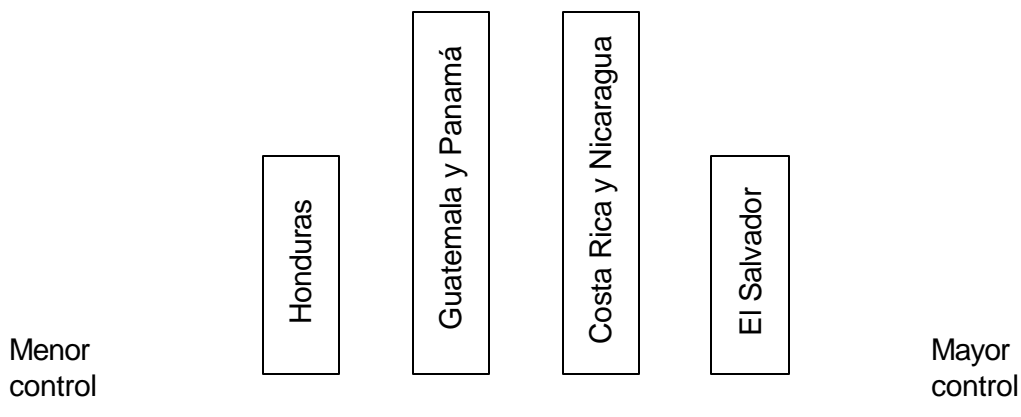 Honduras
Guatemala y Panamá
Costa Rica y Nicaragua
El Salvador
Menor
control
Mayor
control